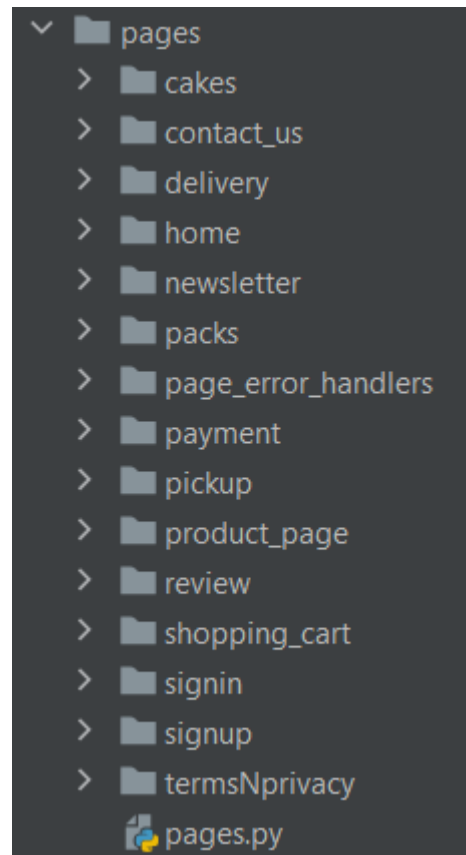 pages
cakes
contact_us
delivery
home
newsletter
packs
page_error_handlers
payment
pickup
product_page
review
shopping_cart
signin
signup
termsNprivacy
pages.py